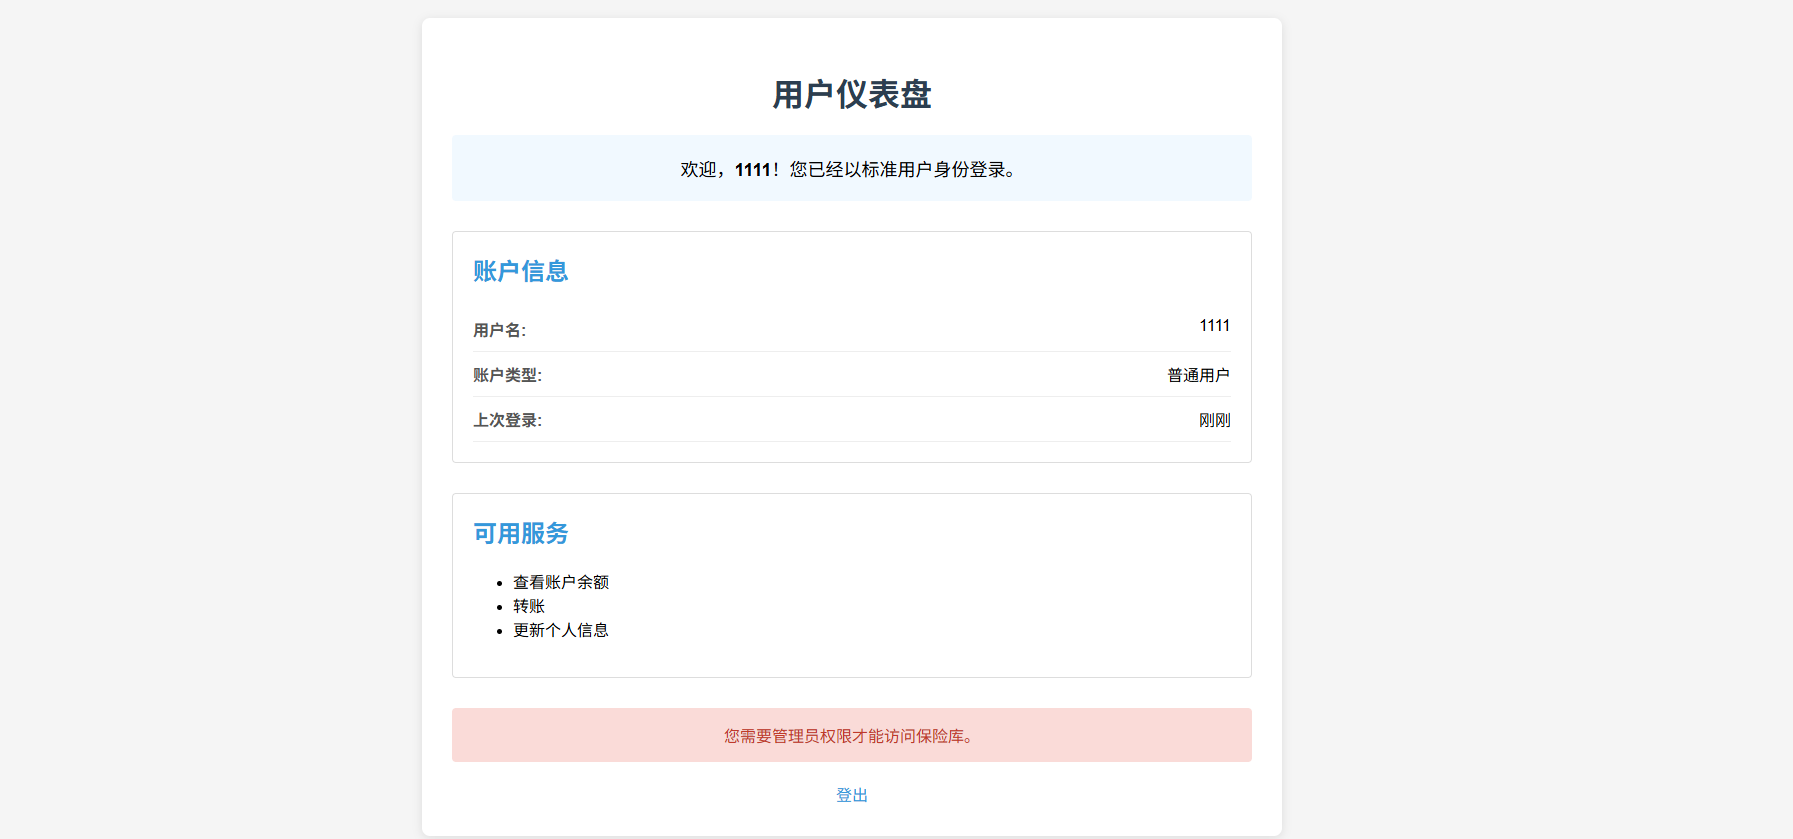 用户仪表盘
欢迎，1111！您已经以标准用户身份登录。
账户信息
用户名: 1111
账户类型: 普通用户
上次登录: 刚刚
可用服务
查看账户余额
转账
更新个人信息
您需要管理员权限才能访问保险库。
登出